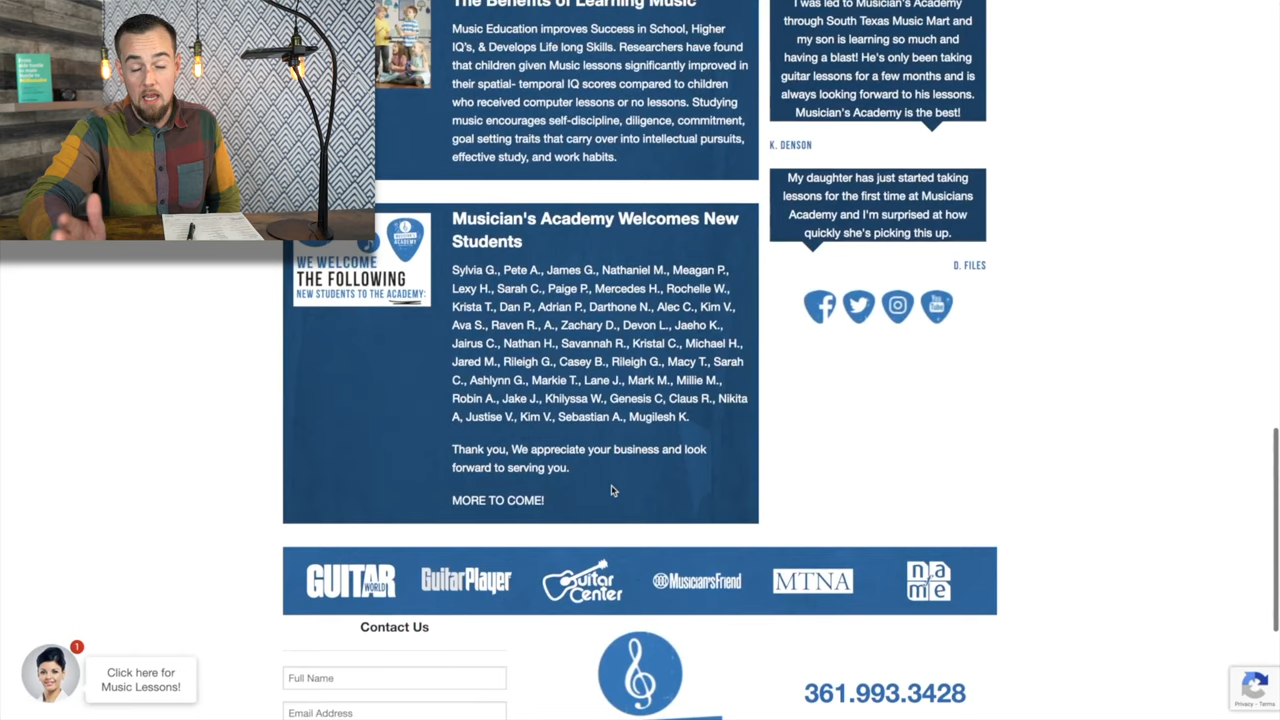 The Benefits of Learning Music
Music Education improves Success in School, Higher
IQ's, & Develops Life long Skills. Researchers have found
that children given Music lessons significantly improved in
their spatial- temporal IQ scores compared to children
who received computer lessons or no lessons. Studying
music encourages self-discipline, diligence, commitment,
goal setting traits that carry over into intellectual pursuits,
effective study, and work habits.
I was led to Musician's Academy
through South Texas Music Mart and
my son is learning so much and
having a blast! He's only been taking
guitar lessons for a few months and is
always looking forward to his lessons.
Musician's Academy is the best!
K. DENSON
My daughter has just started taking
lessons for the first time at Musicians
Academy and I'm surprised at how
quickly she's picking this up.
D. FILES
You
Tube
WE WELCOME
THE FOLLOWING
NEW STUDENTS TO THE ACADEMY:
Musician's Academy Welcomes New
Students
Sylvia G., Pete A., James G., Nathaniel M., Meagan P.,
Lexy H., Sarah C., Paige P., Mercedes H., Rochelle W.,
Krista T., Dan P., Adrian P., Darthone N., Alec C., Kim V.,
Ava S., Raven R., A., Zachary D., Devon L., Jaeho K.,
Jairus C., Nathan H., Savannah R., Kristal C., Michael H.,
Jared M., Rileigh G., Casey B., Rileigh G., Macy T., Sarah
C., Ashlynn G., Markie T., Lane J., Mark M., Millie M.,
Robin A., Jake J., Khilyssa W., Genesis C, Claus R., Nikita
A, Justise V., Kim V., Sebastian A., Mugilesh K.
Thank you, We appreciate your business and look
forward to serving you.
MORE TO COME!
GUITAR WORLD
GuitarPlayer
Guitar Center
Musician's Friend
MTNA
name
Contact Us
Full Name
Email Address
361.993.3428
1
Click here for
Music Lessons!
Privacy - Terms